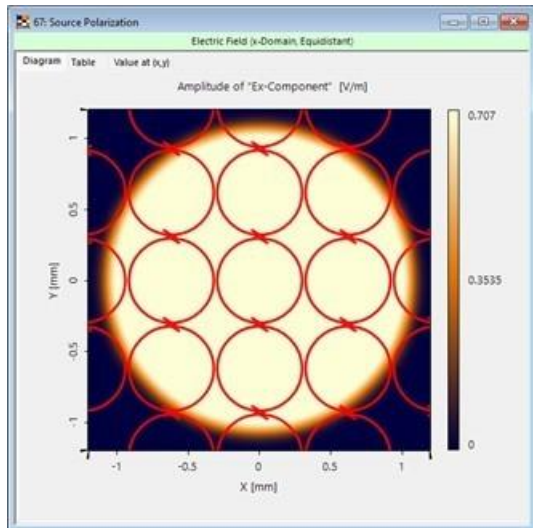 67: Source Polarization
Electric Field (x-Domain, Equidistant)
Diagram Table Value at (x,y)
Amplitude of "Ex-Component" [V/m]
0.707
1
0.5
0.3535
0
Y [mm]
-0.5
-1
0
-1 -0.5 0 0.5 1
X [mm]